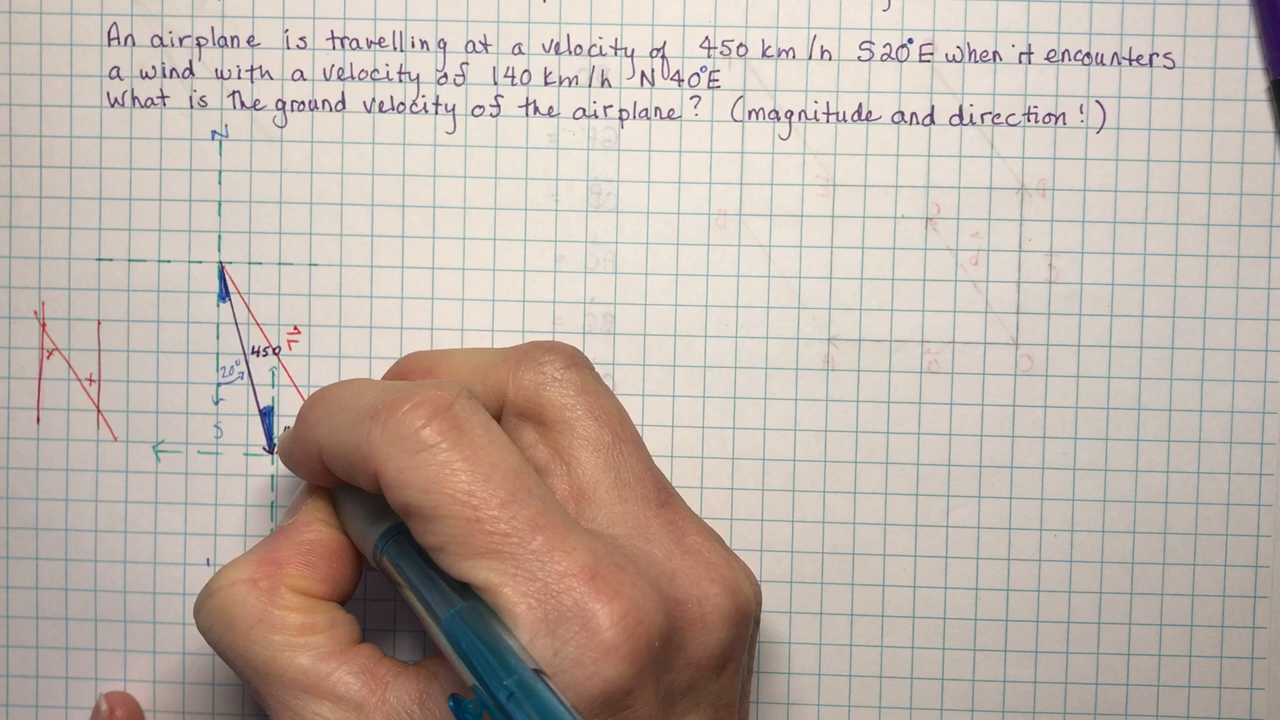 An airplane is travelling at a velocity of 450 km/h S20°E when it encounters
a wind with a velocity of 140 km/h N40°E
What is the ground velocity of the airplane? (magnitude and direction!)
N
450
r
20°
S